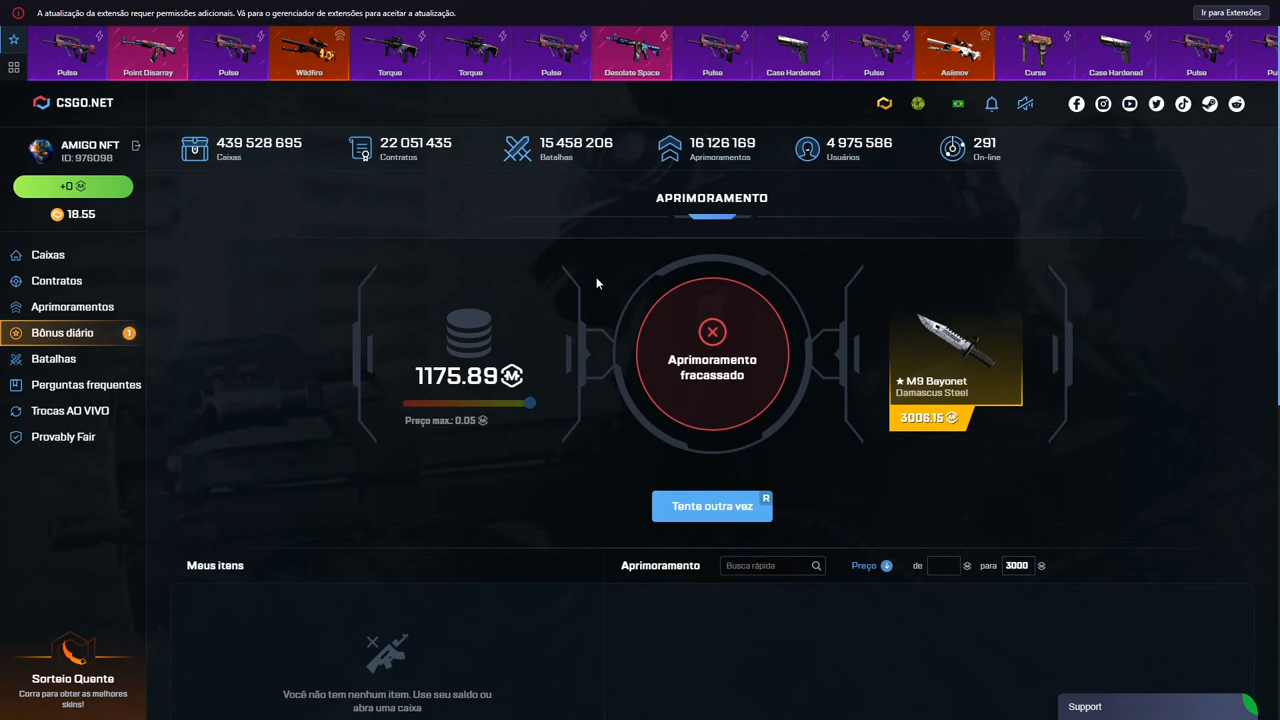 A atualização da extensão requer permissões adicionais. Vá para o gerenciador de extensões para aceitar a atualização.
Ir para Extensões
Pulse
Point Disarray
Pulse
Wildfire
Torque
Torque
Pulse
Desolate Space
Pulse
Case Hardened
Pulse
Asiimov
Curse
Case Hardened
Pulse
CSGO.NET
AMIGO NFT
ID: 976098
+0
18.55
439 528 695
Caixas
22 051 435
Contratos
15 458 206
Batalhas
16 126 169
Aprimoramentos
4 975 586
Usuários
291
On-line
Caixas
Contratos
Aprimoramentos
Bônus diário 1
Batalhas
Perguntas frequentes
Trocas AO VIVO
Provably Fair
Sorteio Quente
Corra para obter as melhores
skins!
APRIMORAMENTO
1175.89
Preço max.: 0.05
Aprimoramento
fracassado
★ M9 Bayonet
Damascus Steel
3006.15
Tente outra vez R
Meus itens
Aprimoramento
Busca rápida
Preço
de
para
3000
Você não tem nenhum item. Use seu saldo ou
abra uma caixa
Support